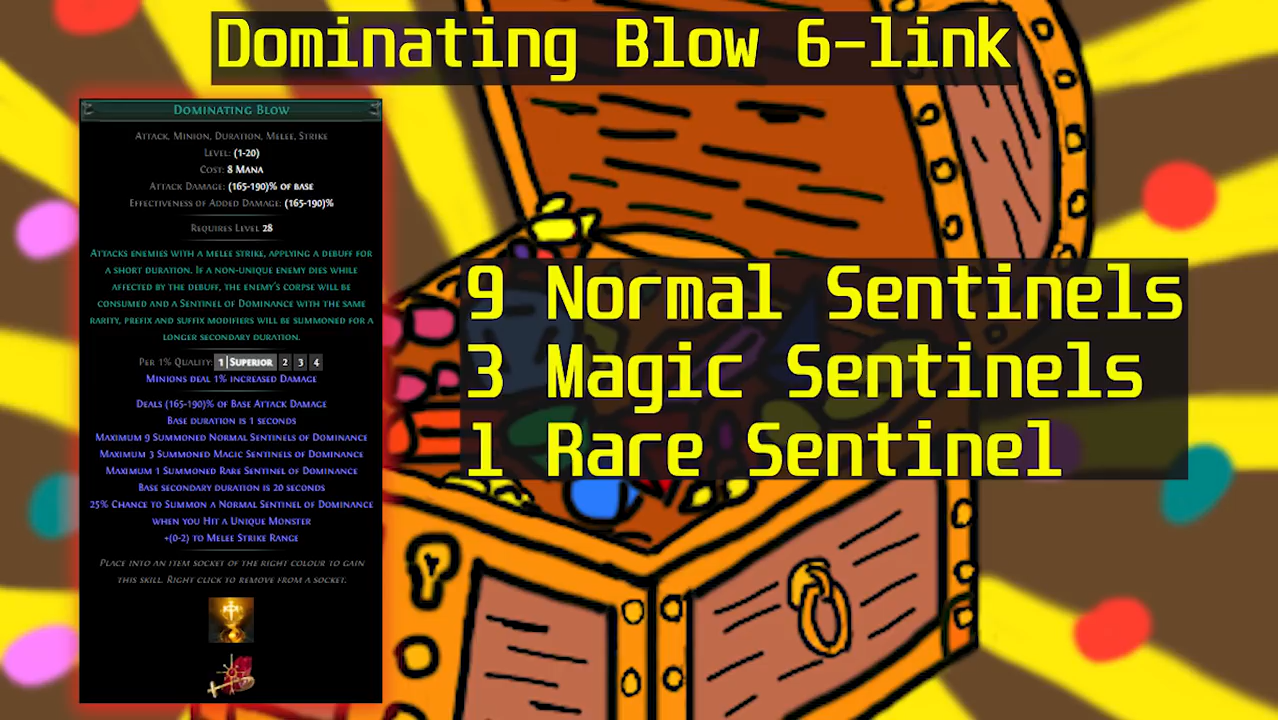 Dominating Blow 6-link
Dominating Blow
Attack, Minion, Duration, Melee, Strike
Level: (1-20)
Cost: 8 Mana
Attack Damage: (165-190)% of base
Effectiveness of Added Damage: (165-190)%
Requires Level 28
Attacks enemies with a melee strike, applying a debuff for
a short duration. If a non-unique enemy dies while
affected by the debuff, the enemy's corpse will be
consumed and a Sentinel of Dominance with the same
rarity, prefix and suffix modifiers will be summoned for a
longer secondary duration.
Per 1% Quality: 1 | Superior 2 3 4
Minions deal 1% increased Damage
Deals (165-190)% of Base Attack Damage
Base duration is 1 seconds
Maximum 9 Summoned Normal Sentinels of Dominance
Maximum 3 Summoned Magic Sentinels of Dominance
Maximum 1 Summoned Rare Sentinel of Dominance
Base secondary duration is 20 seconds
25% Chance to Summon a Normal Sentinel of Dominance
when you Hit a Unique Monster
+(0-2) to Melee Strike Range
Place into an item socket of the right colour to gain
this skill. Right click to remove from a socket.
9 Normal Sentinels
3 Magic Sentinels
1 Rare Sentinel